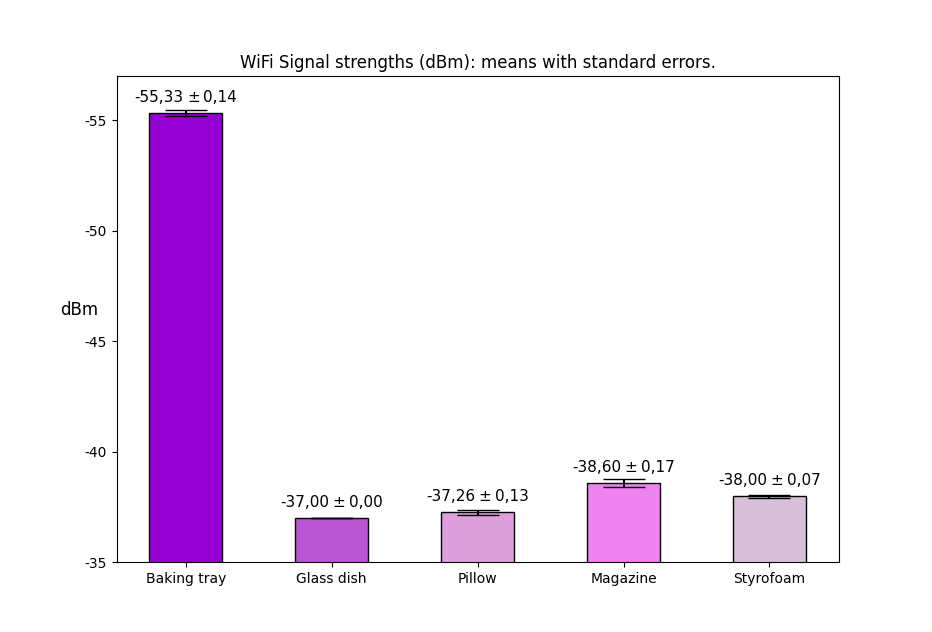 WiFi Signal strengths (dBm): means with standard errors.
-55,33 ± 0,14
-55
-50
dBm
-45
-40
-38,60 ± 0,17
-38,00 ± 0,07
-37,26 ± 0,13
-37,00 ± 0,00
-35
Baking tray Glass dish Pillow Magazine Styrofoam